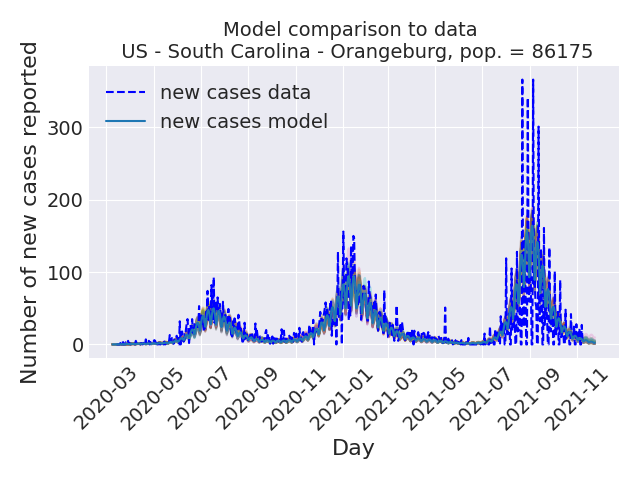 Model comparison to data
US - South Carolina - Orangeburg, pop. = 86175
new cases data
new cases model
Number of new cases reported
300
200
100
0
2020-03
2020-05
2020-07
2020-09
2020-11
2021-01
2021-03
2021-05
2021-07
2021-09
2021-11
Day